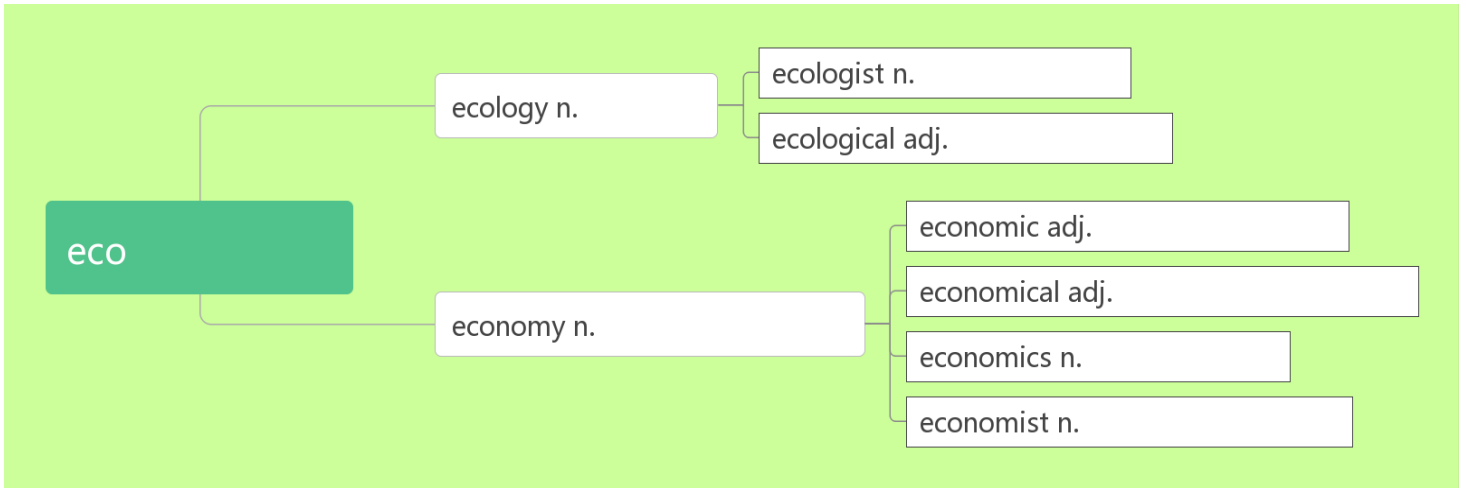 eco
ecology n.
ecologist n.
ecological adj.
economy n.
economic adj.
economical adj.
economics n.
economist n.